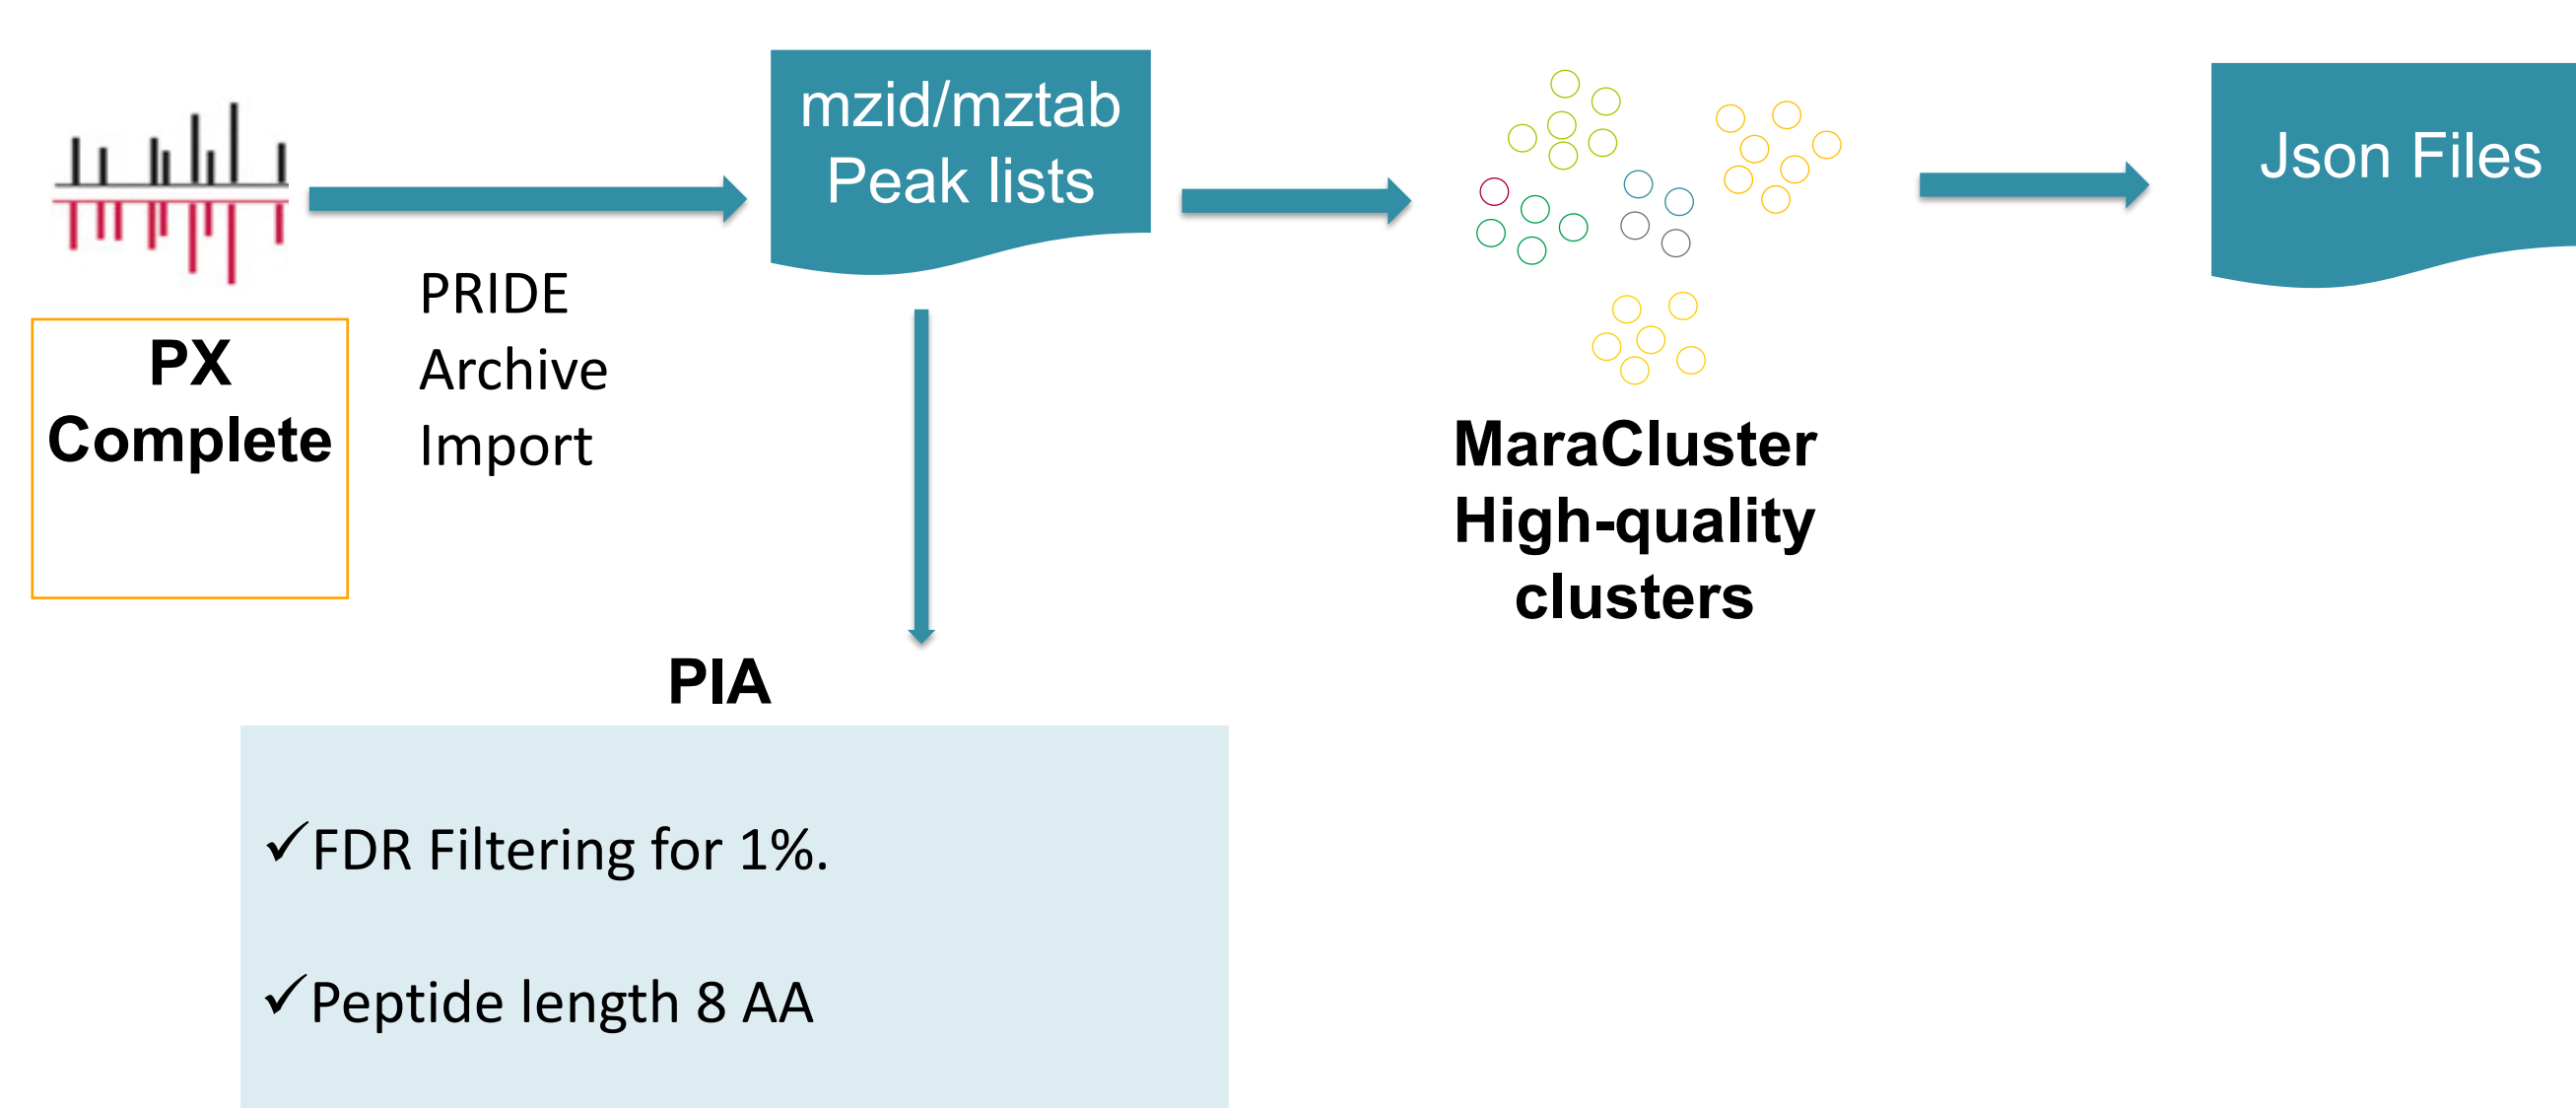 mzid/mztab
Peak lists
Json Files
PX
Complete
PRIDE
Archive
Import
MaraCluster
High-quality
clusters
PIA
✓FDR Filtering for 1%.
✓Peptide length 8 AA